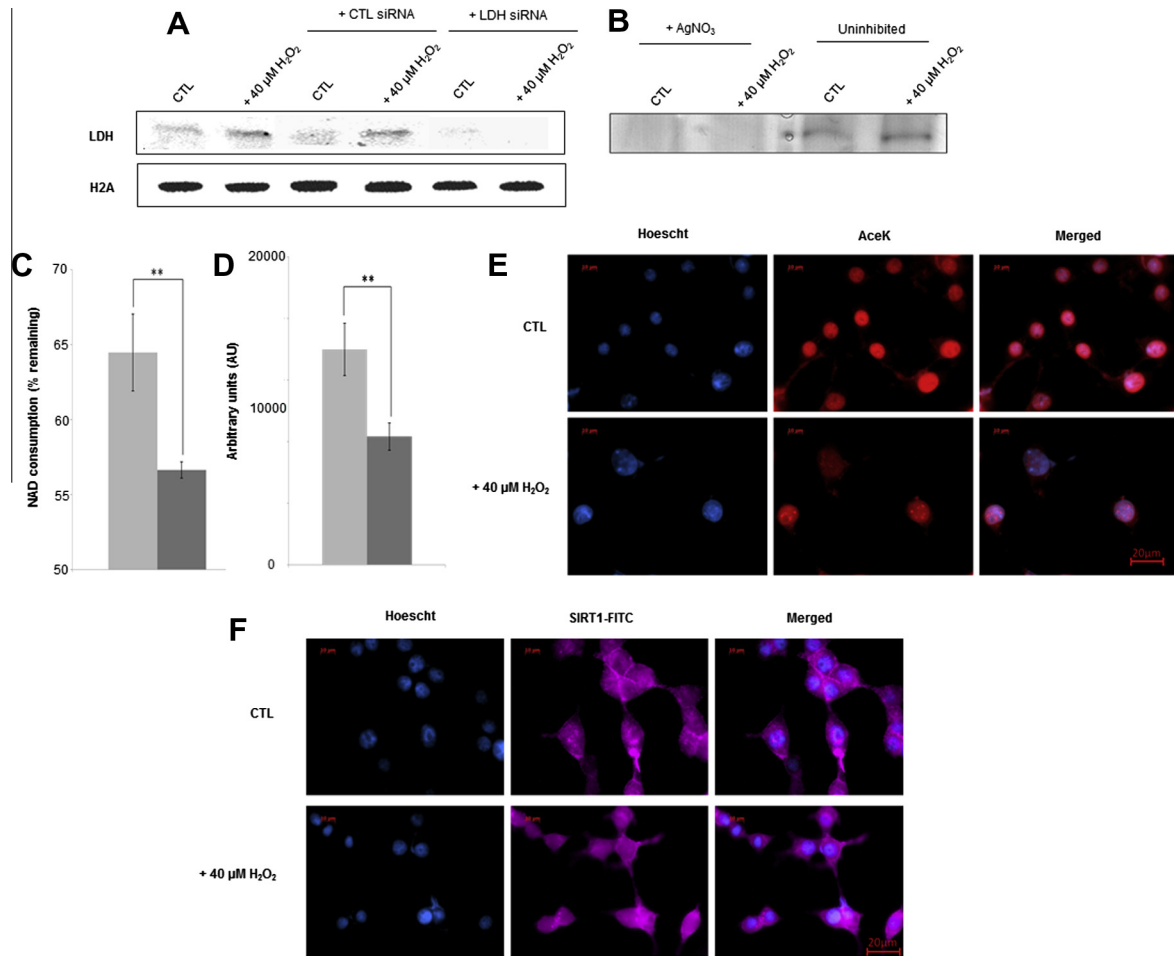 A
+ CTL siRNA
+ LDH siRNA
CTL
+ 40 µM H₂O₂
CTL
+ 40 µM H₂O₂
CTL
+ 40 µM H₂O₂
LDH
H2A
B
+ AgNO₃
Uninhibited
CTL
+ 40 µM H₂O₂
CTL
+ 40 µM H₂O₂
C
NAD consumption (% remaining)
70
65
60
55
50
**
D
Arbitrary units (AU)
20000
10000
0
**
E
Hoescht
AceK
Merged
CTL
+ 40 µM H₂O₂
20µm
F
Hoescht
SIRT1-FITC
Merged
CTL
+ 40 µM H₂O₂
20µm